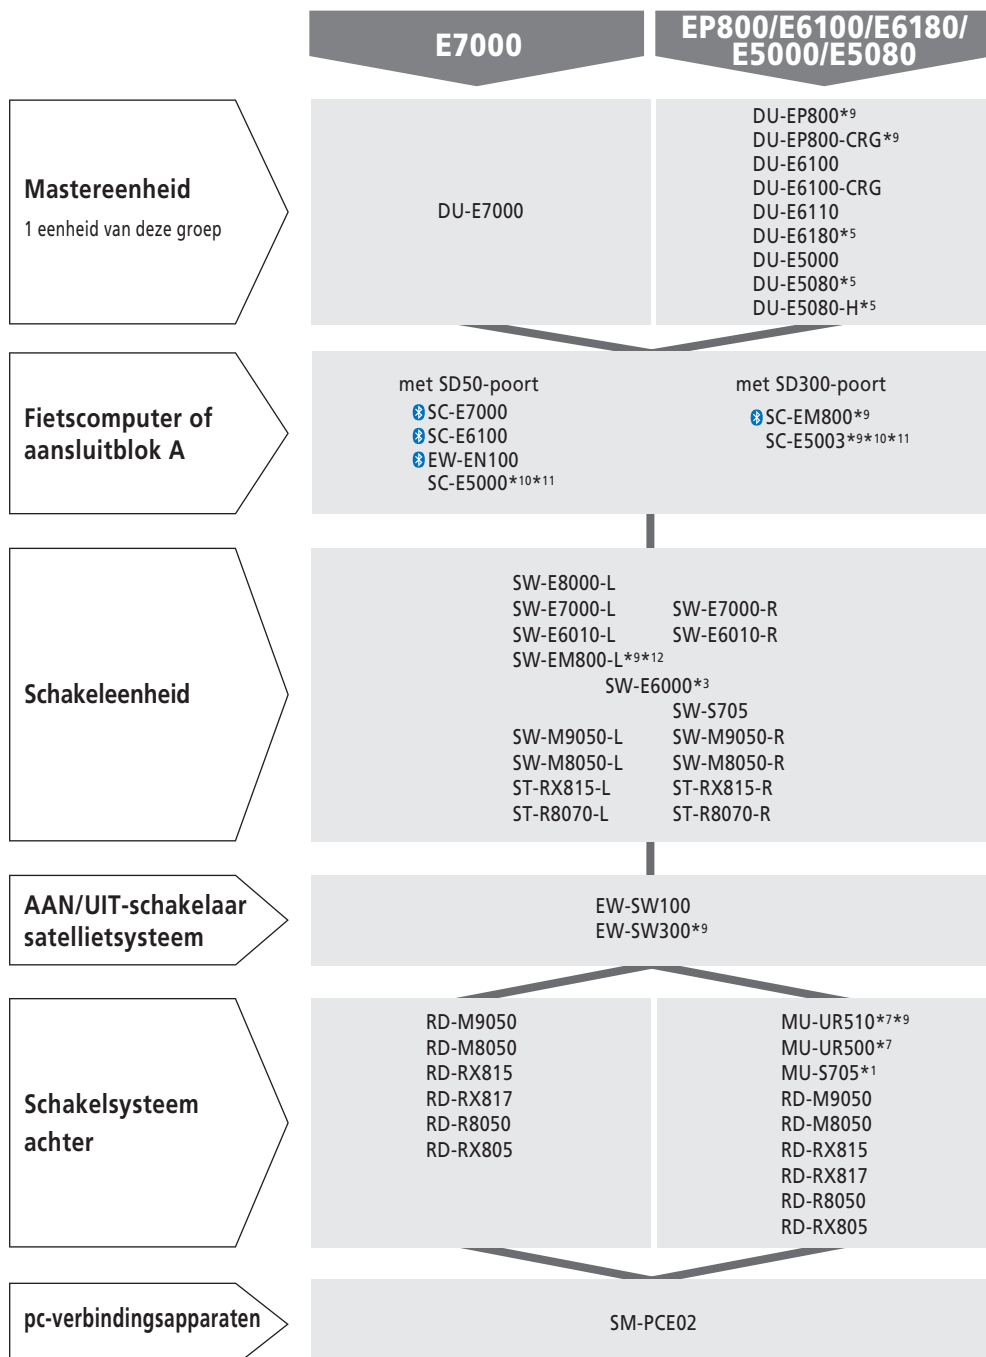 E7000
EP800/E6100/E6180/
E5000/E5080
Mastereenheid
1 eenheid van deze groep
DU-E7000
DU-EP800*9
DU-EP800-CRG*9
DU-E6100
DU-E6100-CRG
DU-E6110
DU-E6180*5
DU-E5000
DU-E5080*5
DU-E5080-H*5
Fietscomputer of
aansluitblok A
met SD50-poort
SC-E7000
SC-E6100
EW-EN100
SC-E5000*10*11
met SD300-poort
SC-EM800*9
SC-E5003*9*10*11
Schakeleenheid
SW-E8000-L
SW-E7000-L SW-E7000-R
SW-E6010-L SW-E6010-R
SW-EM800-L*9*12
SW-E6000*3
SW-S705
SW-M9050-L SW-M9050-R
SW-M8050-L SW-M8050-R
ST-RX815-L ST-RX815-R
ST-R8070-L ST-R8070-R
AAN/UIT-schakelaar
satellietsysteem
EW-SW100
EW-SW300*9
Schakelsysteem
achter
RD-M9050
RD-M8050
RD-RX815
RD-RX817
RD-R8050
RD-RX805
MU-UR510*7*9
MU-UR500*7
MU-S705*1
RD-M9050
RD-M8050
RD-RX815
RD-RX817
RD-R8050
RD-RX805
pc-verbindingsapparaten
SM-PCE02